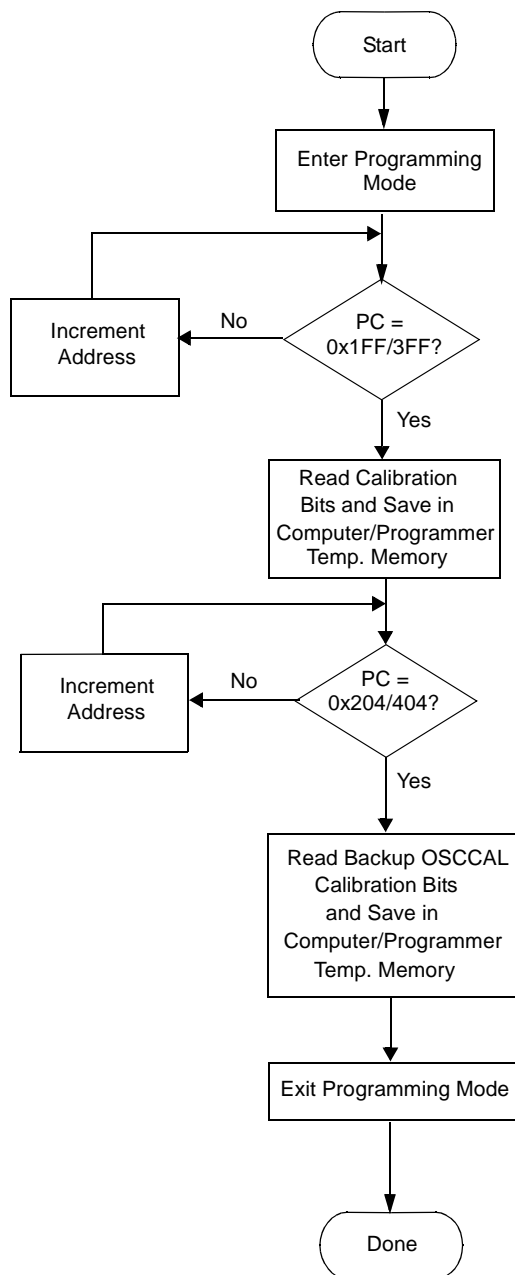 Start
Enter Programming
Mode
Increment
Address
No
PC =
0x1FF/3FF?
Yes
Read Calibration
Bits and Save in
Computer/Programmer
Temp. Memory
Increment
Address
No
PC =
0x204/404?
Yes
Read Backup OSCCAL
Calibration Bits
and Save in
Computer/Programmer
Temp. Memory
Exit Programming Mode
Done